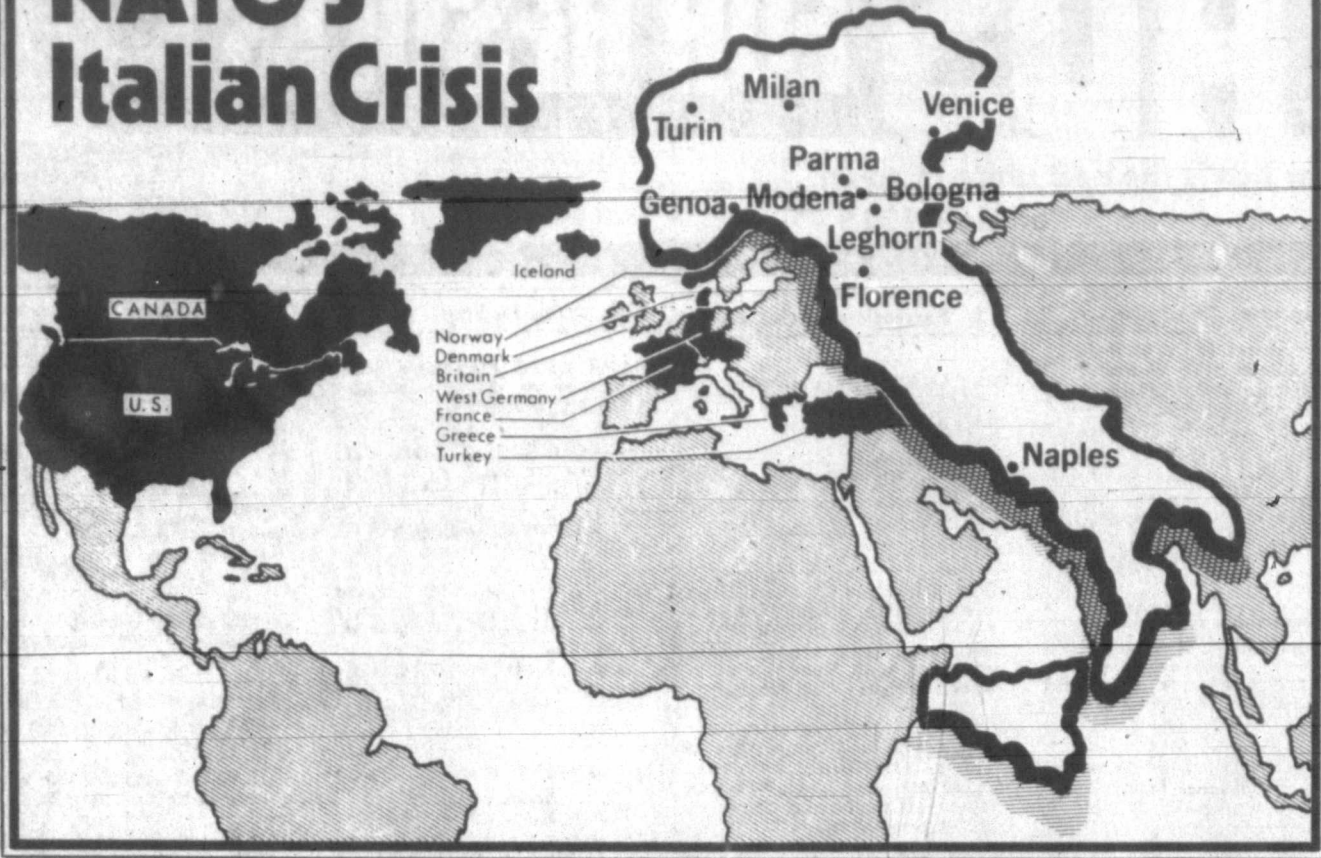 NATO's
Italian Crisis
Milan
Turin
Venice
Parma
Genoa
Modena
Bologna
Leghorn
Florence
Naples
CANADA
U.S.
Iceland
Norway
Denmark
Britain
West Germany
France
Greece
Turkey